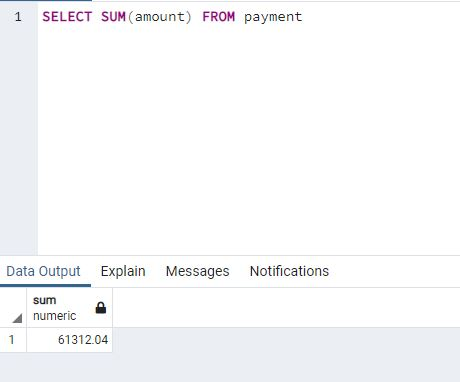 1 SELECT SUM(amount) FROM payment
Data Output Explain Messages Notifications
sum
numeric
1 61312.04